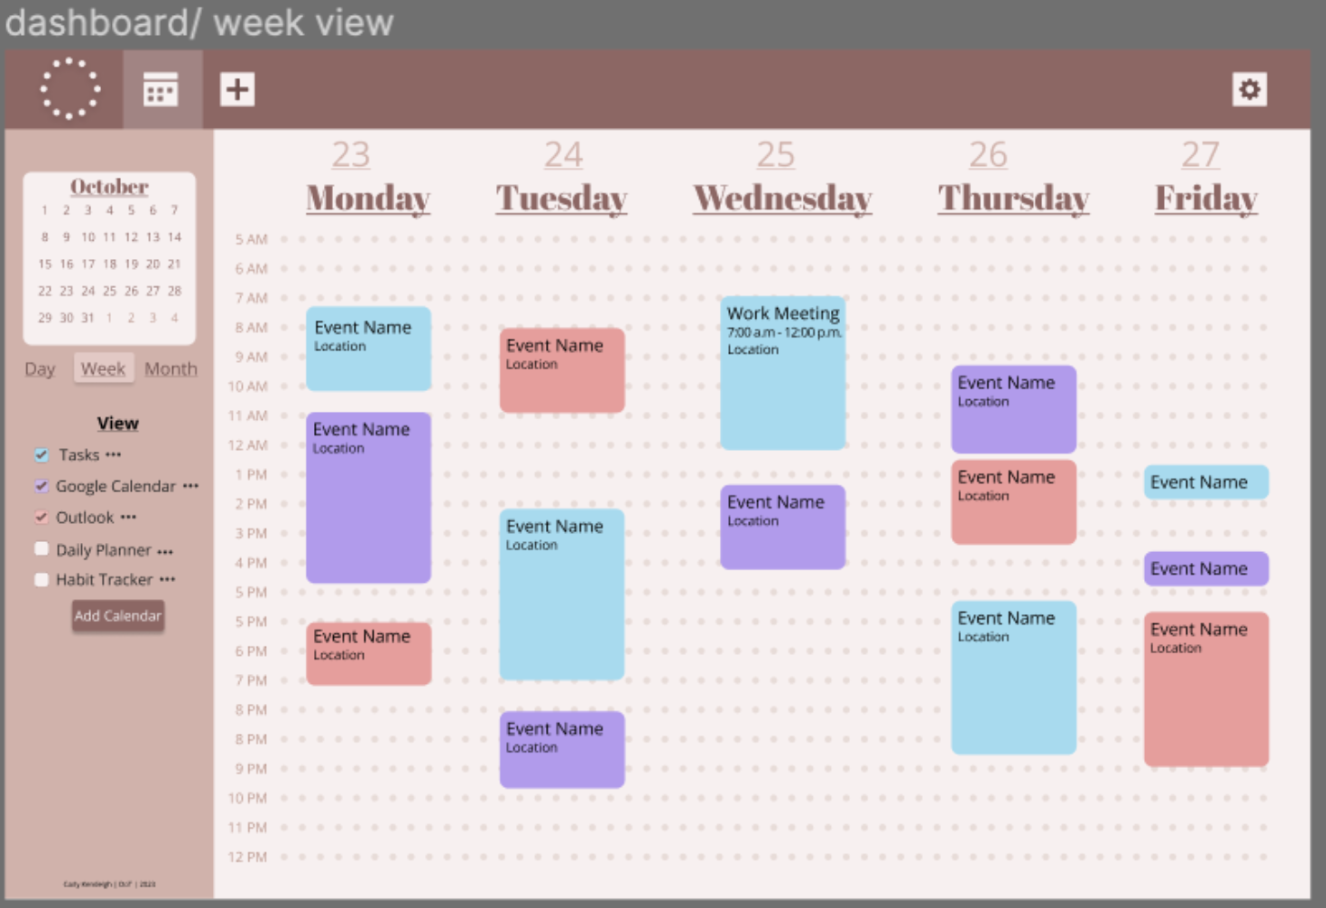 dashboard/ week view
October
1 2 3 4 5 6 7
8 9 10 11 12 13 14
15 16 17 18 19 20 21
22 23 24 25 26 27 28
29 30 31 1 2 3 4
Day Week Month
View
Tasks •••
Google Calendar •••
Outlook •••
Daily Planner •••
Habit Tracker •••
Add Calendar
23 24 25 26 27
Monday Tuesday Wednesday Thursday Friday
5 AM
6 AM
7 AM
8 AM
9 AM
10 AM
11 AM
12 AM
1 PM
2 PM
3 PM
4 PM
5 PM
5 PM
6 PM
7 PM
8 PM
8 PM
9 PM
10 PM
11 PM
12 PM
Event Name
Location
Event Name
Location
Event Name
Location
Event Name
Location
Event Name
Location
Event Name
Location
Work Meeting
7:00 a.m - 12:00 p.m.
Location
Event Name
Location
Event Name
Location
Event Name
Location
Event Name
Location
Event Name
Event Name
Event Name
Location
| 2023